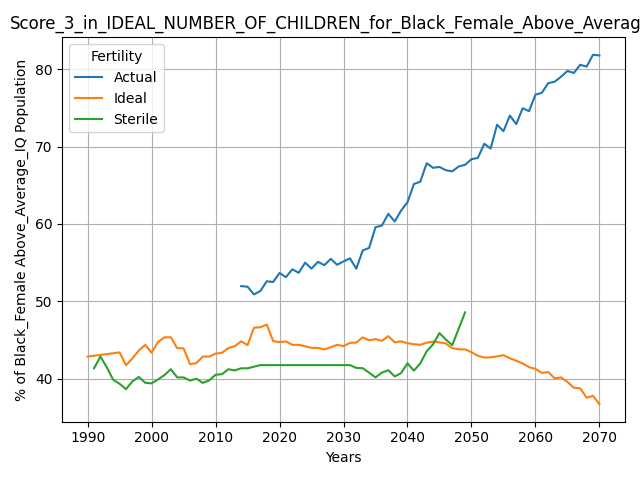 Score_3_in_IDEAL_NUMBER_OF_CHILDREN_for_Black_Female_Above_Averag
Fertility
Actual
Ideal
Sterile
80
70
60
50
40
% of Black_Female Above_Average_IQ Population
1990 2000 2010 2020 2030 2040 2050 2060 2070
Years